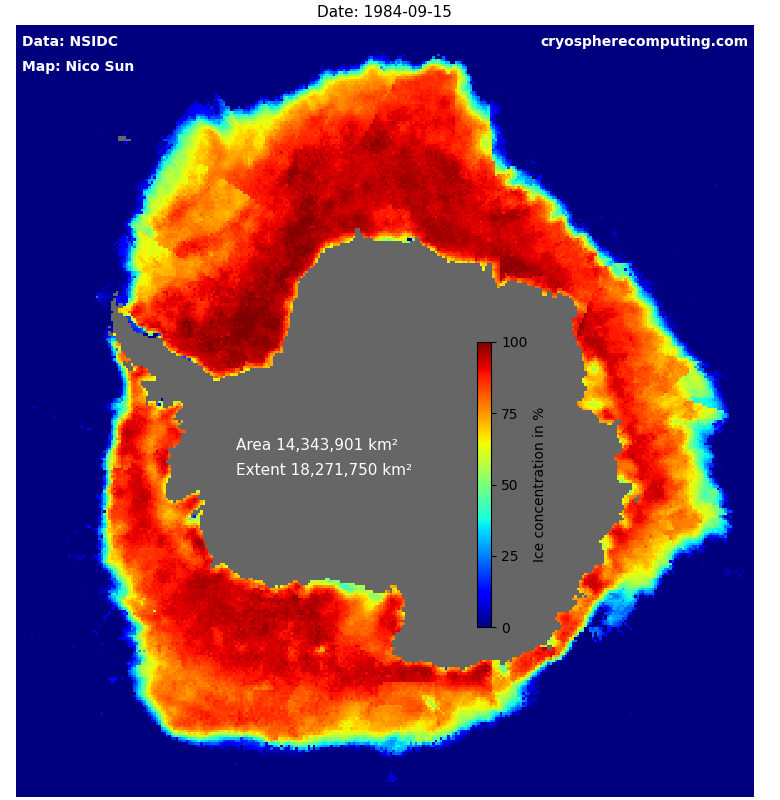 Date: 1984-09-15
Data: NSIDC
cryospherecomputing.com
Map: Nico Sun
100
75
50
25
0
Ice concentration in %
Area 14,343,901 km²
Extent 18,271,750 km²